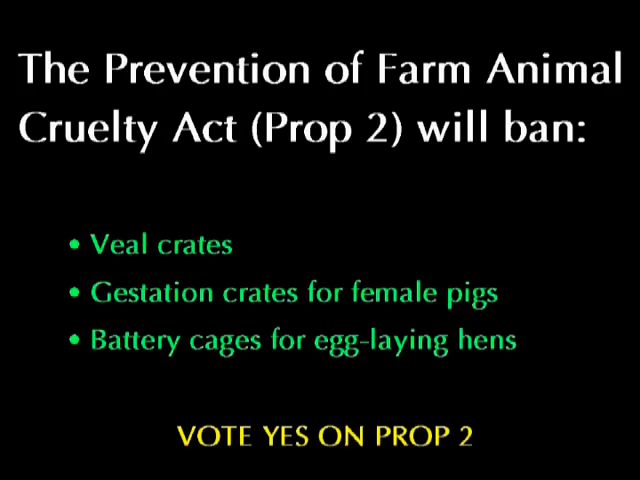 The Prevention of Farm Animal
Cruelty Act (Prop 2) will ban:
• Veal crates
• Gestation crates for female pigs
• Battery cages for egg-laying hens
VOTE YES ON PROP 2